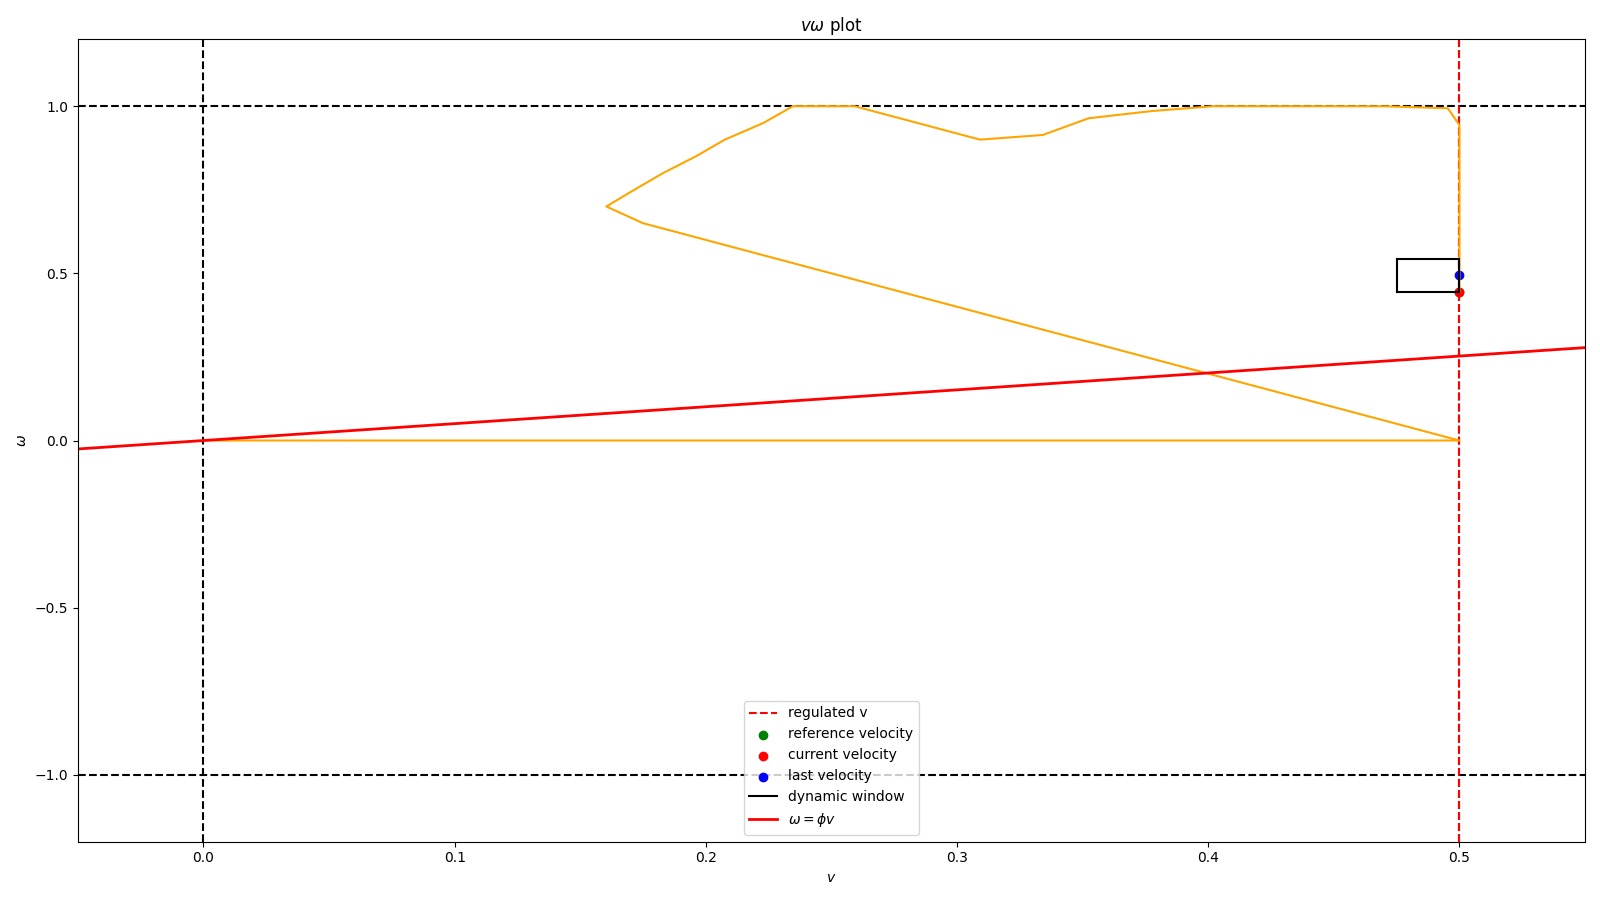 vω plot
1.0
0.5
0.0
−0.5
−1.0
ω
regulated v
reference velocity
current velocity
last velocity
dynamic window
ω = ϕv
0.0 0.1 0.2 0.3 0.4 0.5
v